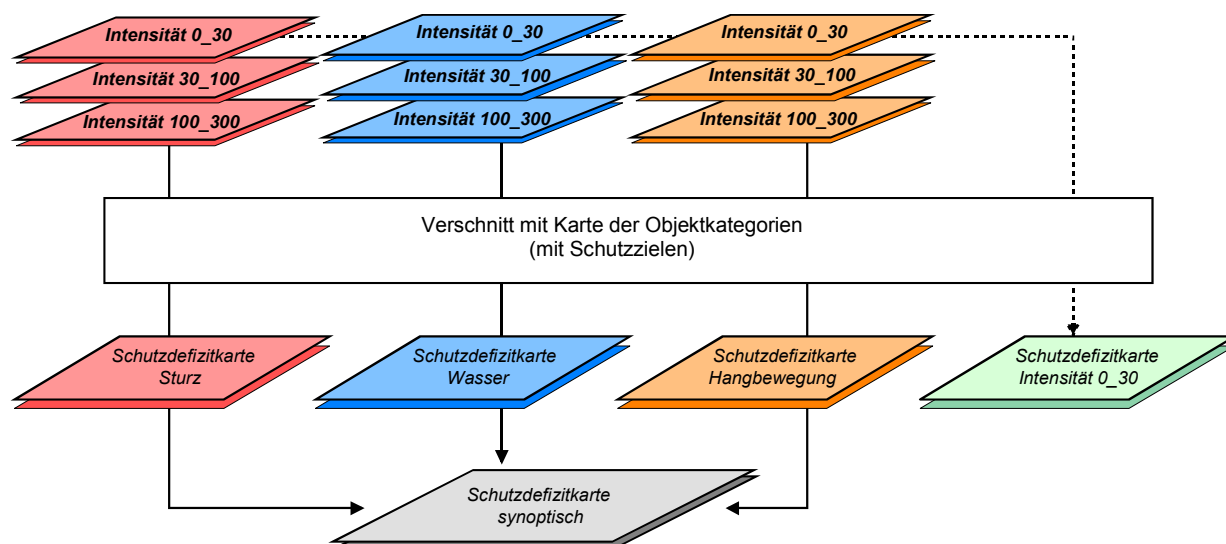 Intensität 0_30
Intensität 0_30
Intensität 0_30
Intensität 30_100
Intensität 30_100
Intensität 30_100
Intensität 100_300
Intensität 100_300
Intensität 100_300
Verschnitt mit Karte der Objektkategorien
(mit Schutzzielen)
Schutzdefizitkarte
Sturz
Schutzdefizitkarte
Wasser
Schutzdefizitkarte
Hangbewegung
Schutzdefizitkarte
Intensität 0_30
Schutzdefizitkarte
synoptisch